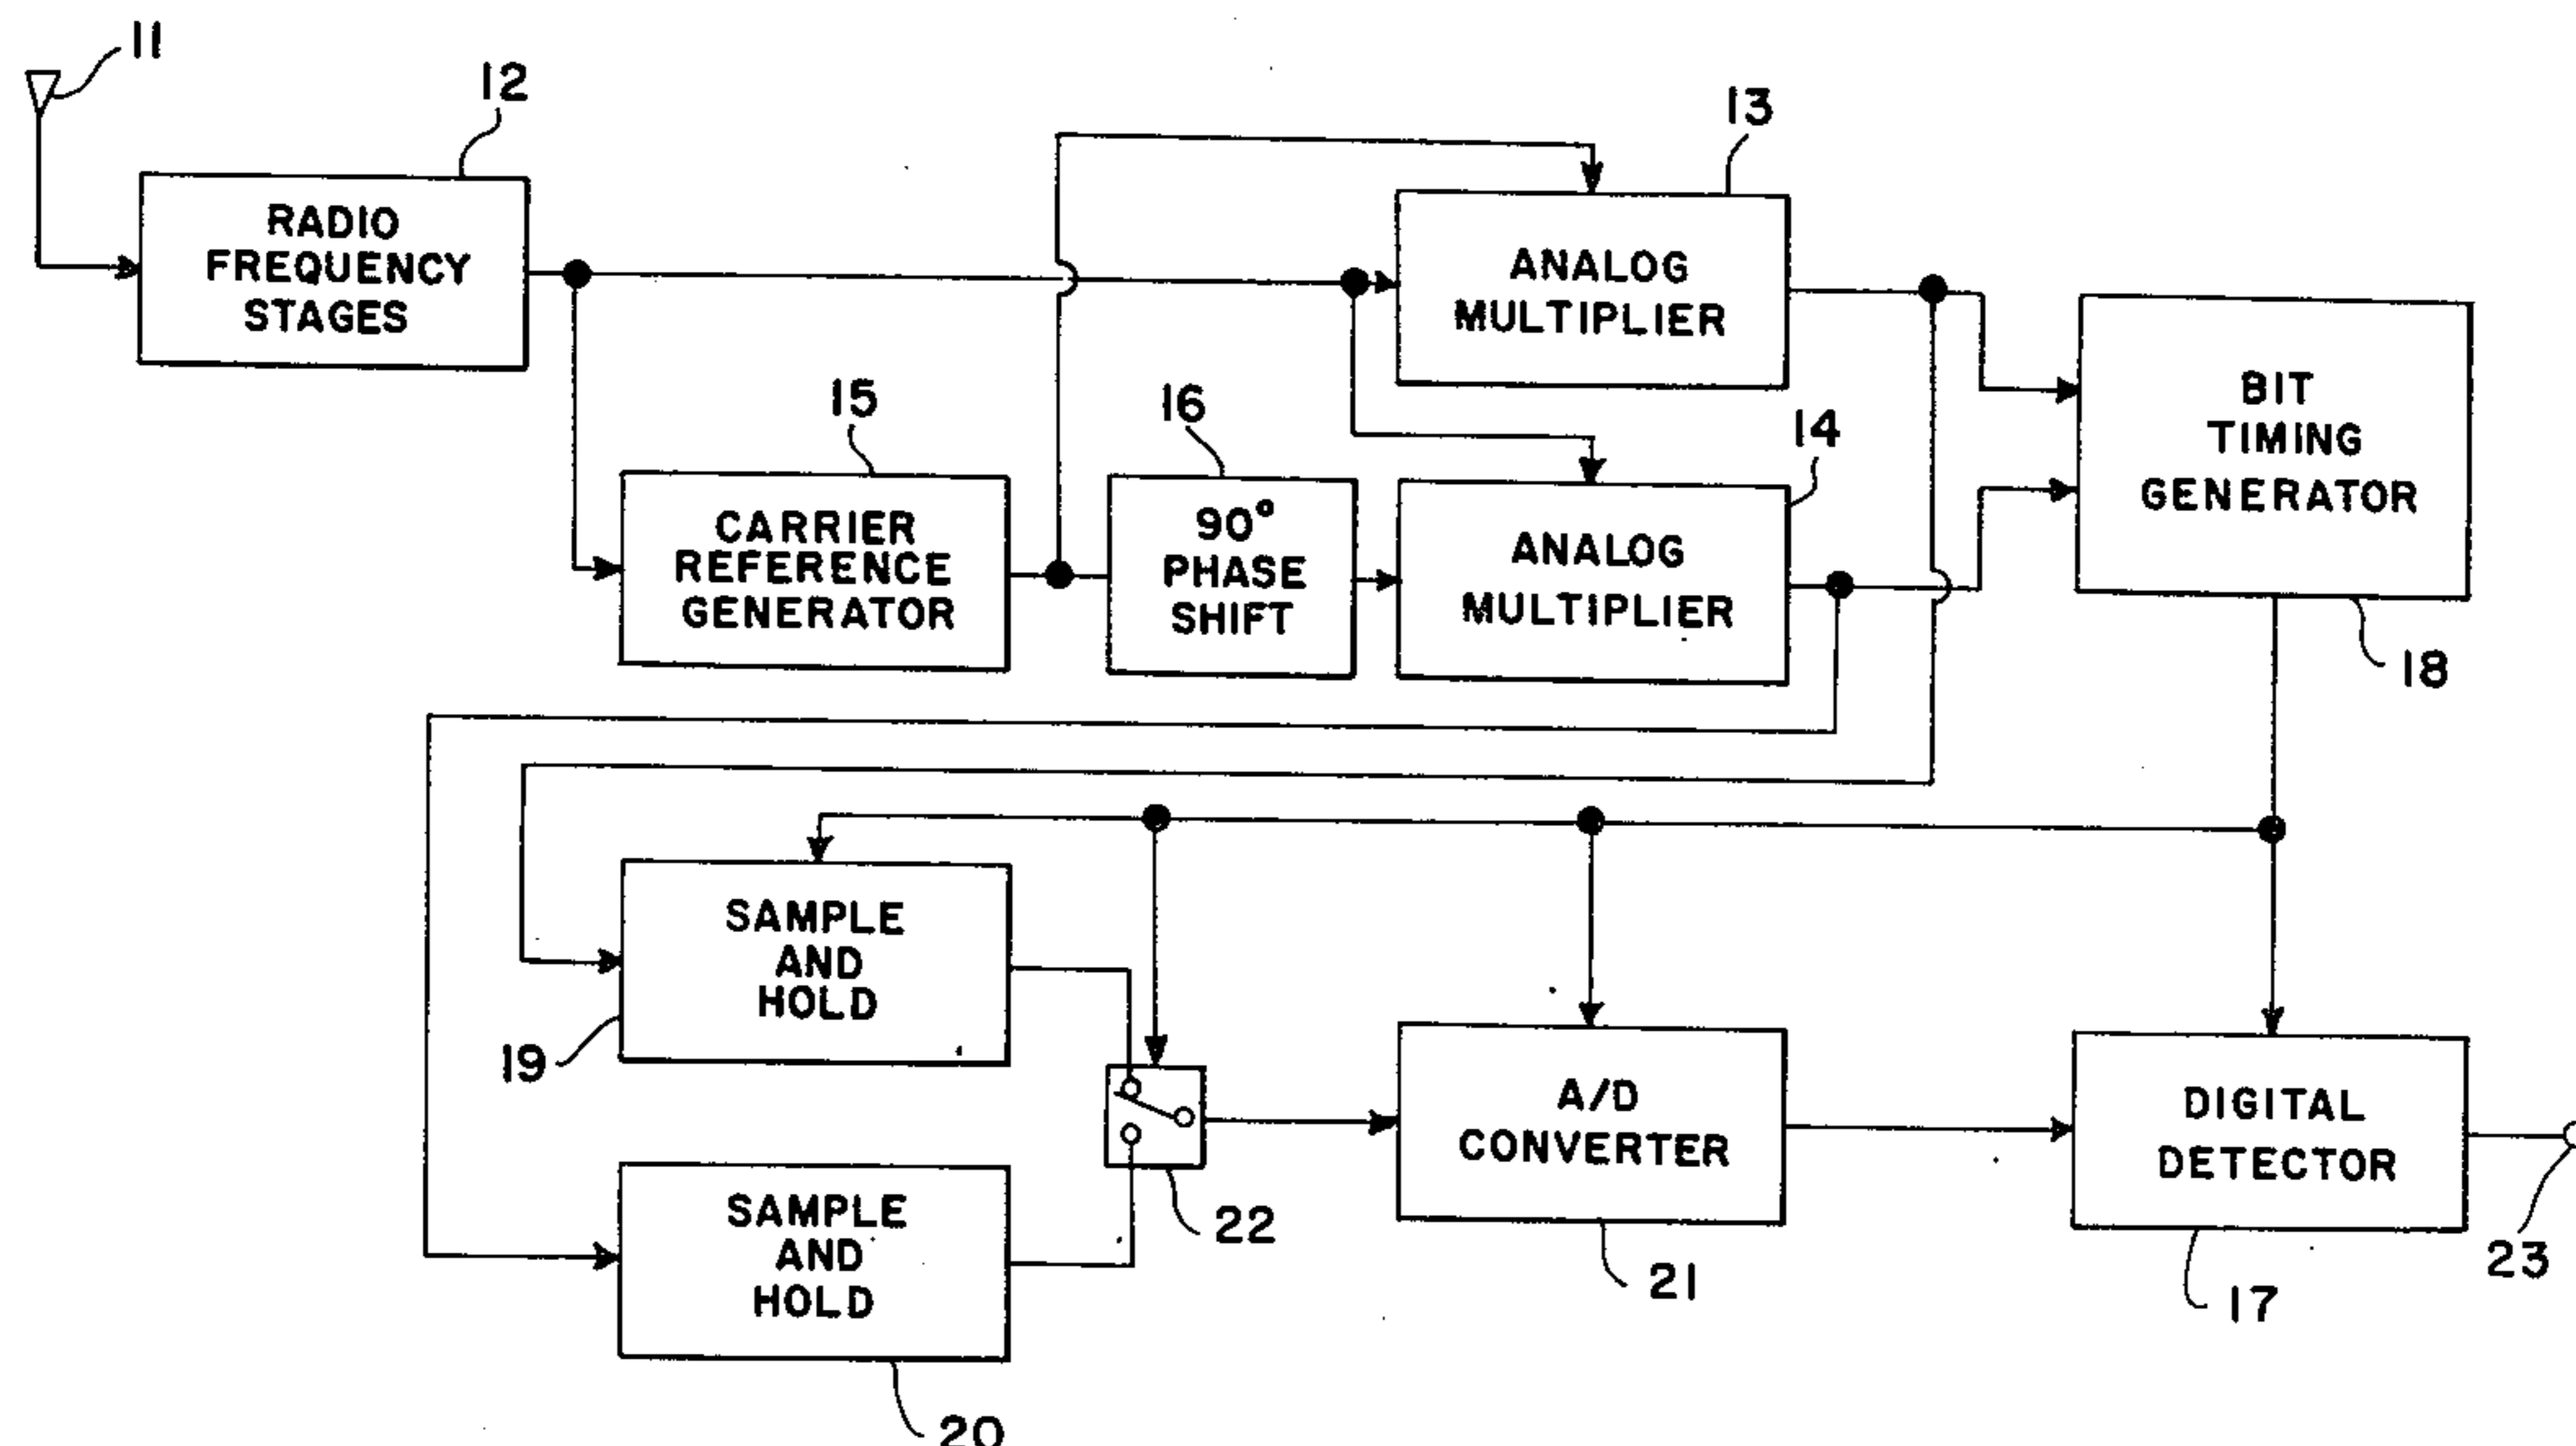 11
12
RADIO
FREQUENCY
STAGES
13
ANALOG
MULTIPLIER
15
CARRIER
REFERENCE
GENERATOR
16
90°
PHASE
SHIFT
14
ANALOG
MULTIPLIER
BIT
TIMING
GENERATOR
18
SAMPLE
AND
HOLD
19
SAMPLE
AND
HOLD
20
22
A/D
CONVERTER
21
DIGITAL
DETECTOR
17
23